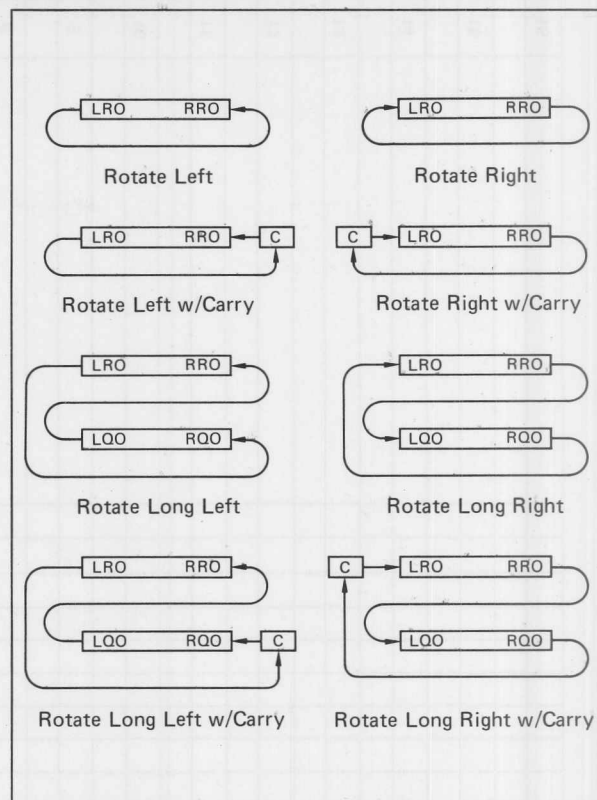 LRO RRO LRO RRO
Rotate Left Rotate Right
LRO RRO C C LRO RRO
Rotate Left w/Carry Rotate Right w/Carry
LRO RRO LRO RRO
LQO RQO LQO RQO
Rotate Long Left Rotate Long Right
LRO RRO C LRO RRO
LQO RQO C LQO RQO
Rotate Long Left w/Carry Rotate Long Right w/Carry